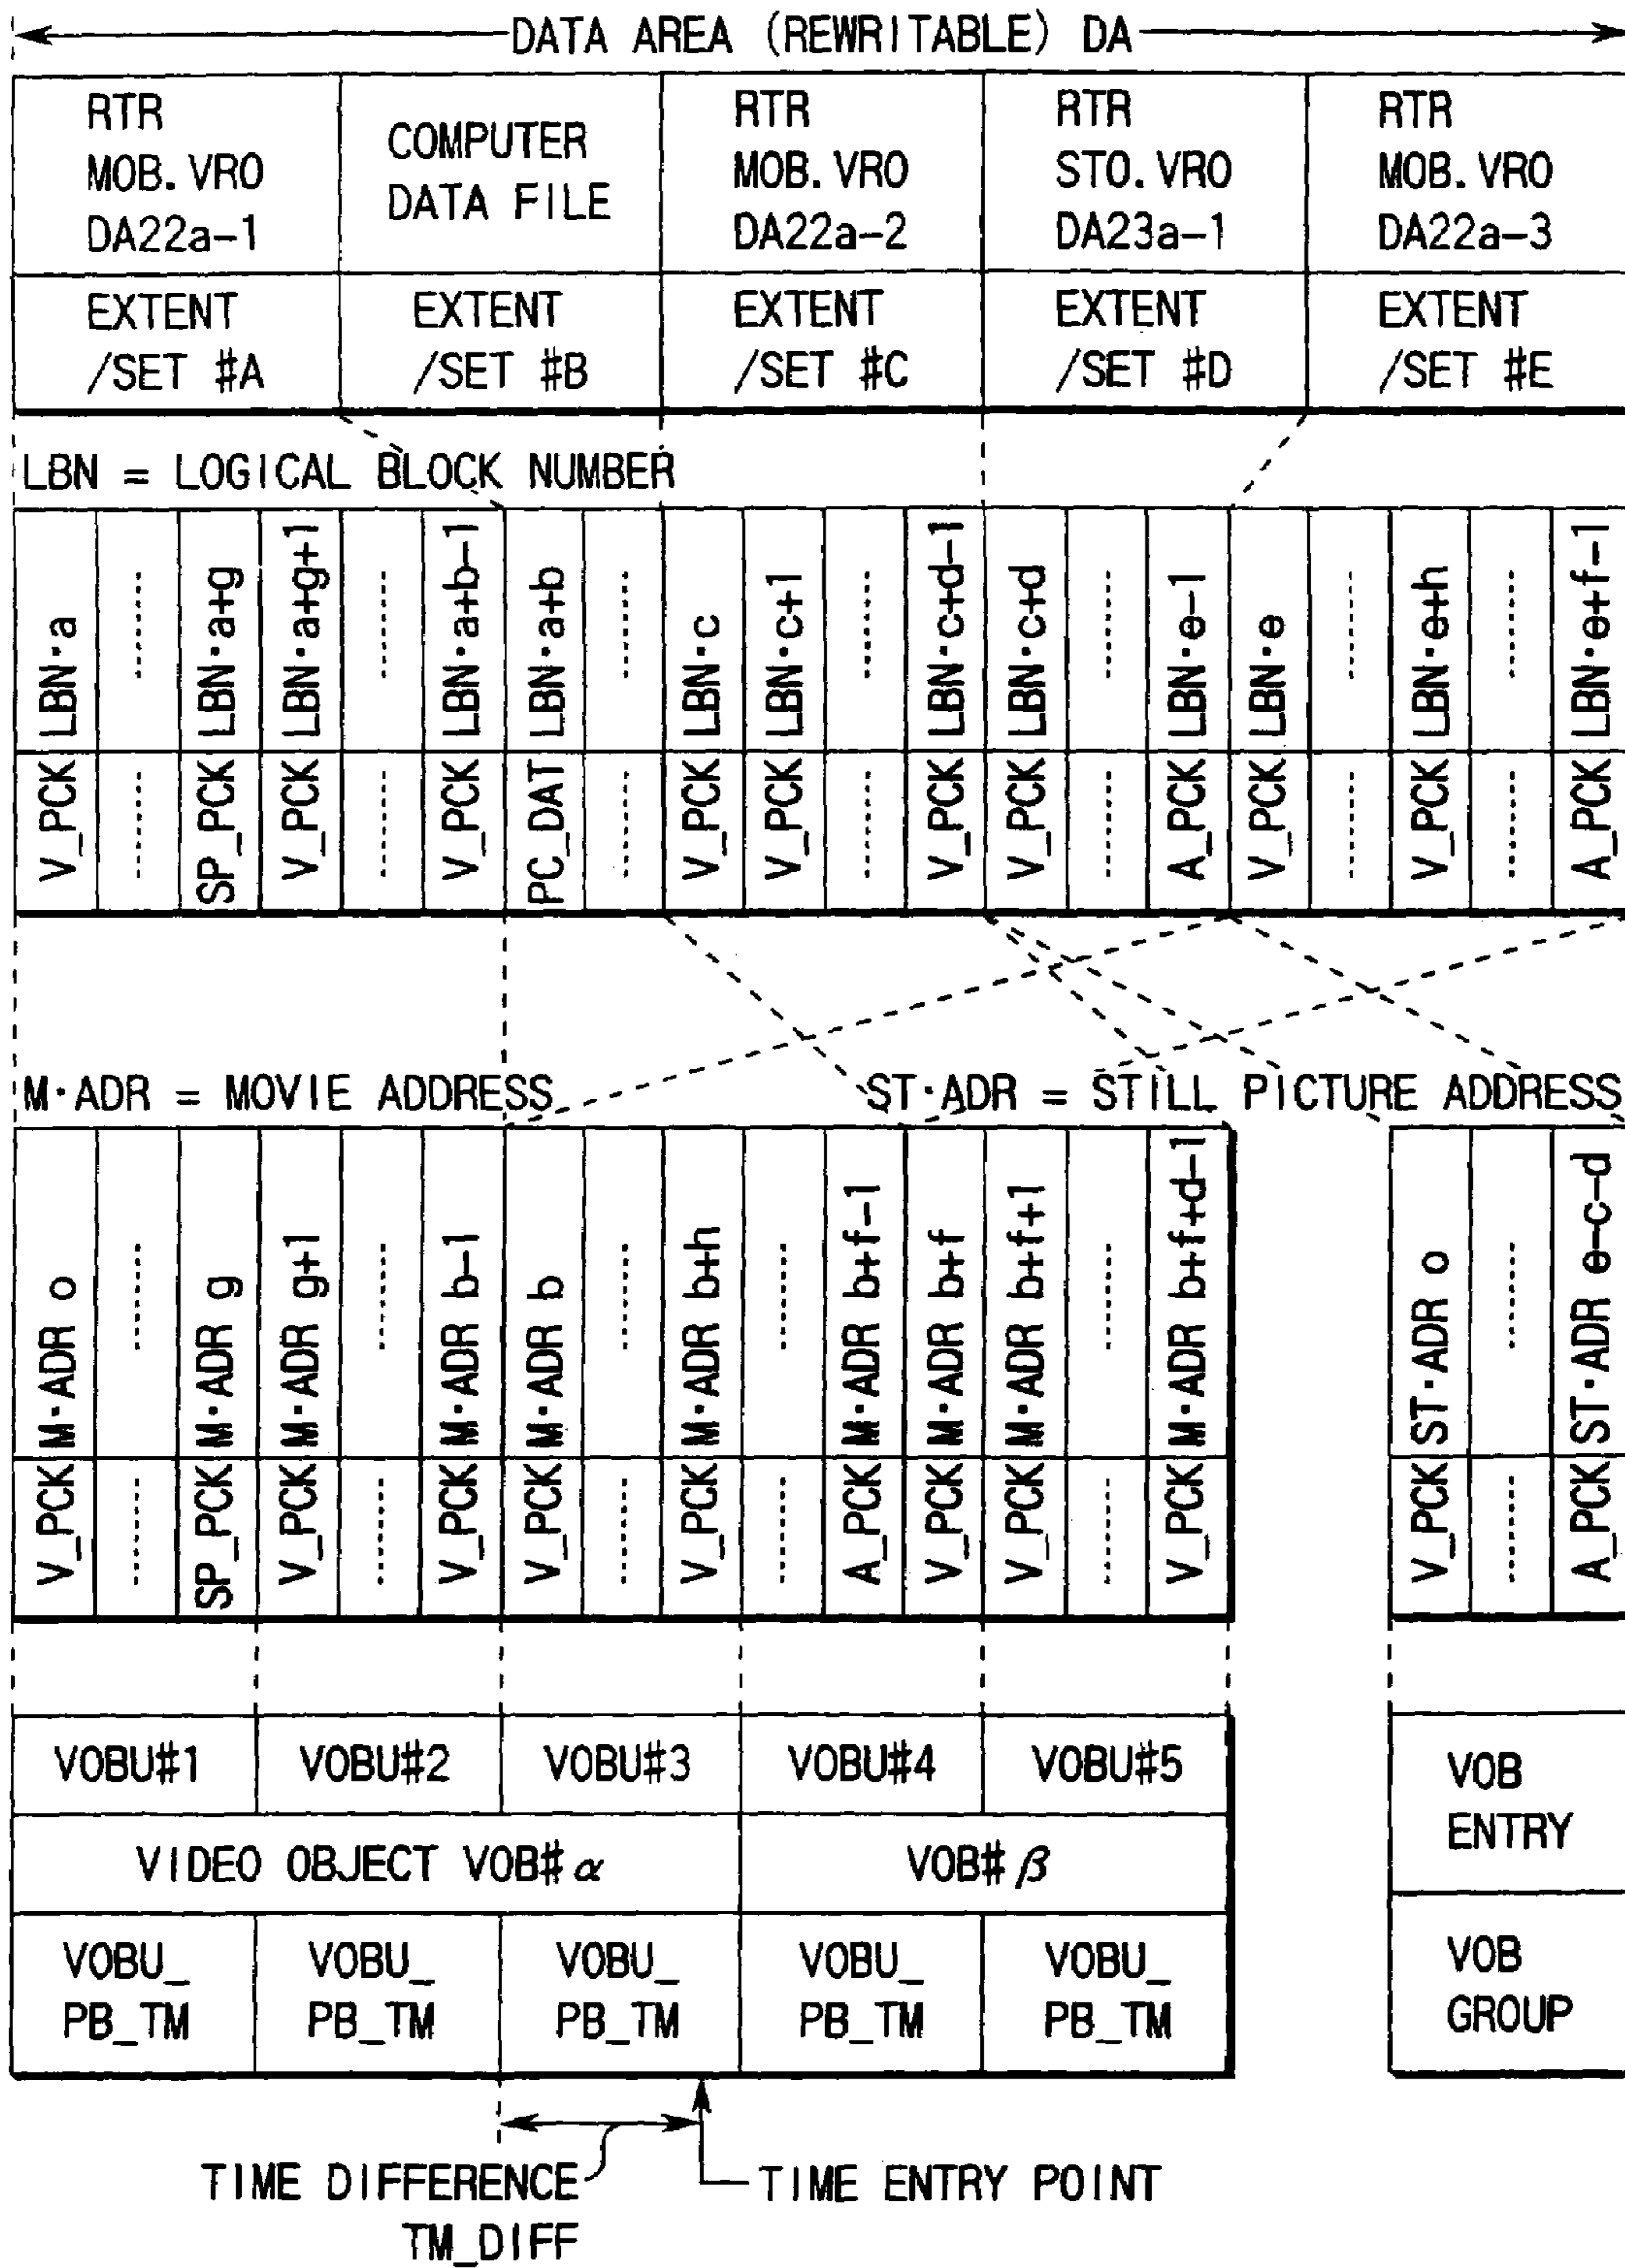 DATA AREA (REWRITABLE) DA
RTR MOB.VRO DA22a-1
COMPUTER DATA FILE
RTR MOB.VRO DA22a-2
RTR STO.VRO DA23a-1
RTR MOB.VRO DA22a-3
EXTENT /SET #A
EXTENT /SET #B
EXTENT /SET #C
EXTENT /SET #D
EXTENT /SET #E
LBN = LOGICAL BLOCK NUMBER
V_PCK LBN·a
SP_PCK LBN·a+g
V_PCK LBN·a+g+1
V_PCK LBN·a+b-1
PC_DAT LBN·a+b
V_PCK LBN·c
V_PCK LBN·c+1
V_PCK LBN·c+d-1
V_PCK LBN·c+d
A_PCK LBN·e-1
V_PCK LBN·e
V_PCK LBN·e+h
A_PCK LBN·e+f-1
M·ADR = MOVIE ADDRESS
ST·ADR = STILL PICTURE ADDRESS
V_PCK M·ADR o
SP_PCK M·ADR g
V_PCK M·ADR g+1
V_PCK M·ADR b-1
V_PCK M·ADR b
V_PCK M·ADR b+h
A_PCK M·ADR b+f-1
V_PCK M·ADR b+f
V_PCK M·ADR b+f+1
V_PCK M·ADR b+f+d-1
V_PCK ST·ADR o
A_PCK ST·ADR e-c-d
VOBU#1
VOBU#2
VOBU#3
VOBU#4
VOBU#5
VOB ENTRY
VIDEO OBJECT VOB#α
VOB#β
VOBU_ PB_TM
VOBU_ PB_TM
VOBU_ PB_TM
VOBU_ PB_TM
VOBU_ PB_TM
VOB GROUP
TIME DIFFERENCE TM_DIFF
TIME ENTRY POINT